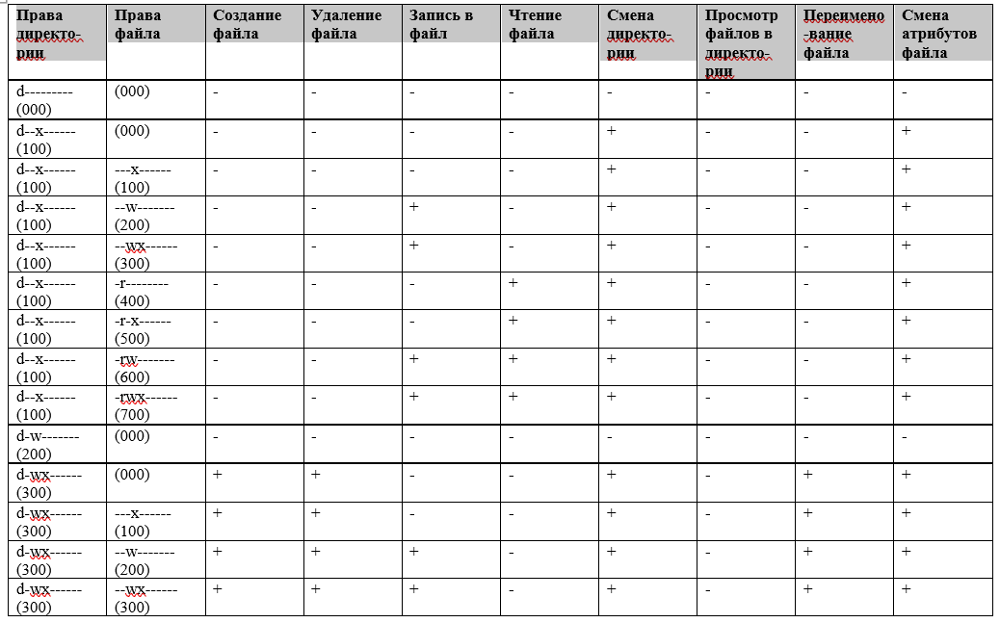 Права
директо-
рии
Права
файла
Создание
файла
Удаление
файла
Запись в
файл
Чтение
файла
Смена
директо-
рии
Просмотр
файлов в
директо-
рии
Переимено
-вание
файла
Смена
атрибутов
файла
d--------- (000) - - - - - - - -
(000)
d--x------ (000) - - - - + - - +
(100)
d--x------ ---x------ - - - - + - - +
(100) (100)
d--x------ --w------- - - + - + - - +
(100) (200)
d--x------ --wx------ - - + - + - - +
(100) (300)
d--x------ -r-------- - - - + + - - +
(100) (400)
d--x------ -r-x------ - - - + + - - +
(100) (500)
d--x------ -rw------- - - + + + - - +
(100) (600)
d--x------ -rwx------ - - + + + - - +
(100) (700)
d-w------- (000) - - - - - - - -
(200)
d-wx------ (000) + + - - + - + +
(300)
d-wx------ ---x------ + + - - + - + +
(300) (100)
d-wx------ --w------- + + + - + - + +
(300) (200)
d-wx------ --wx------ + + + - + - + +
(300) (300)